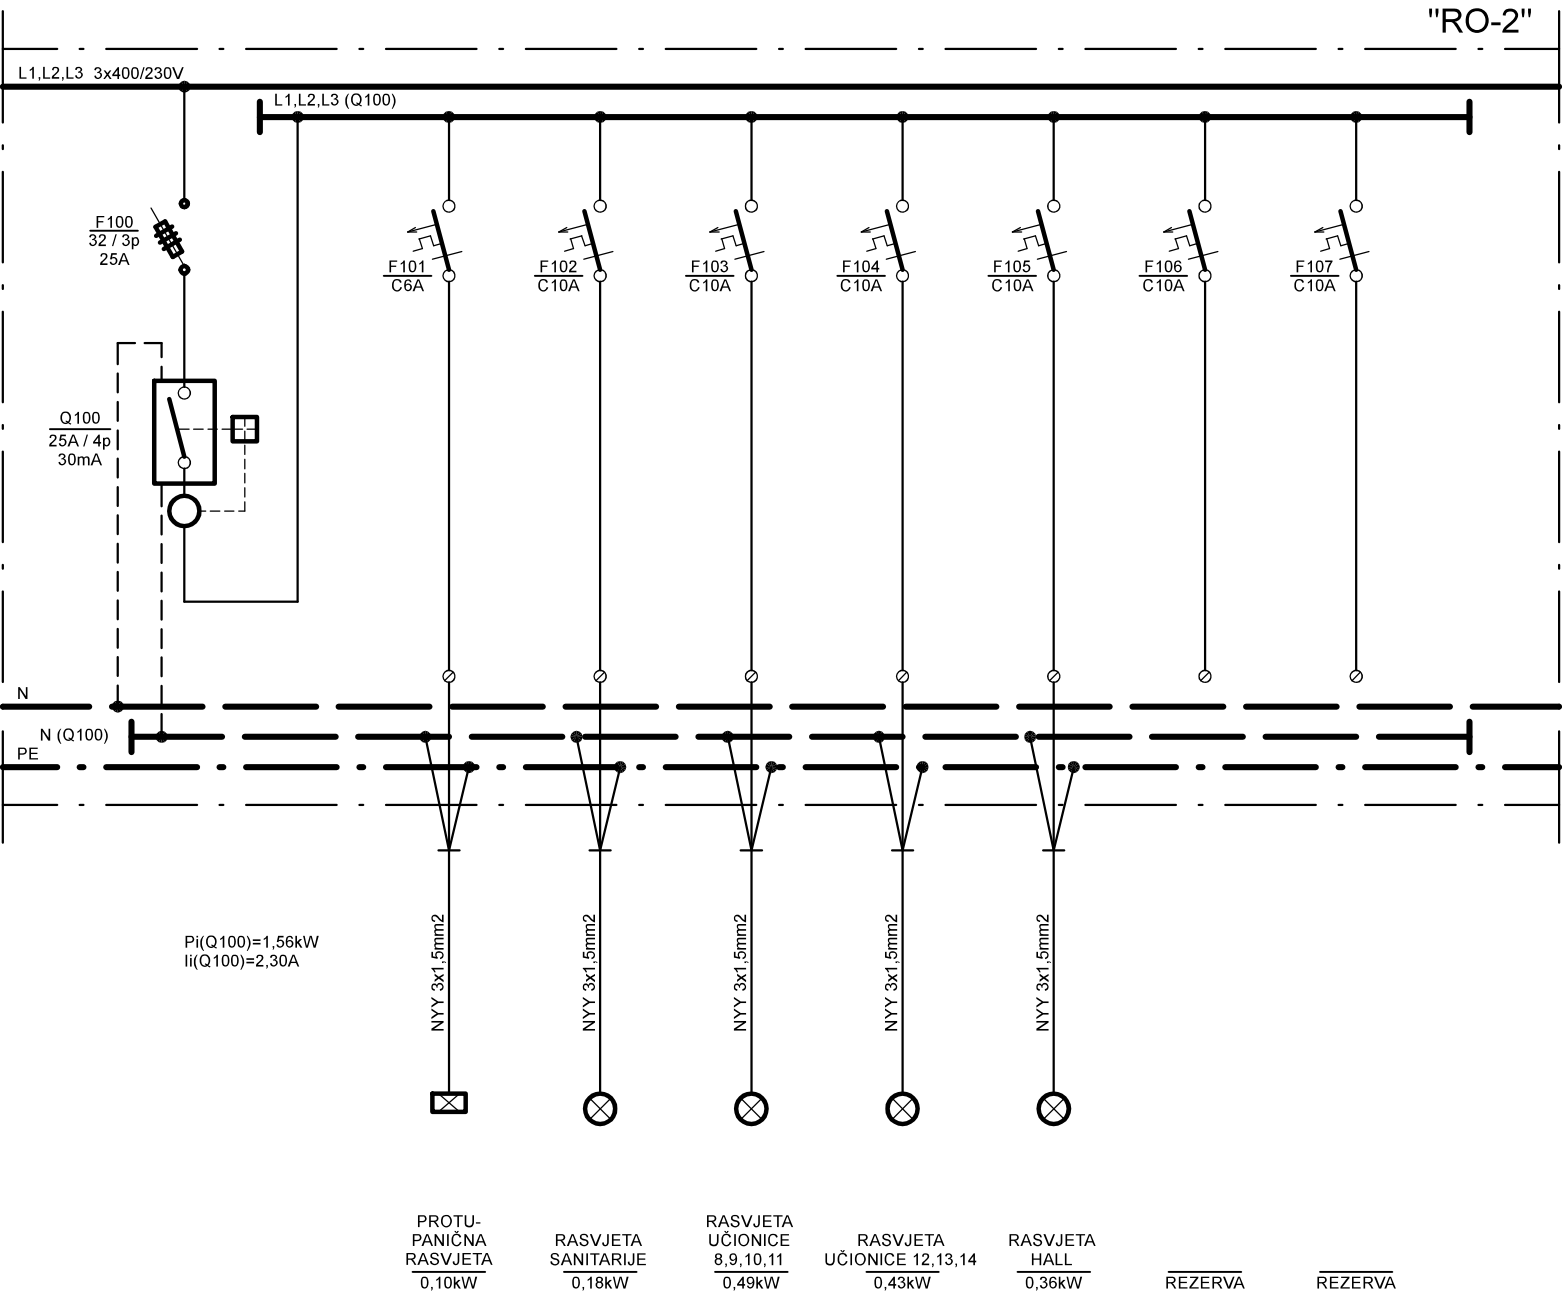 "RO-2"
L1,L2,L3 3x400/230V
L1,L2,L3 (Q100)
F100
32 / 3p
25A
F101
C6A
F102
C10A
F103
C10A
F104
C10A
F105
C10A
F106
C10A
F107
C10A
Q100
25A / 4p
30mA
N
N (Q100)
PE
Pi(Q100)=1,56kW
Ii(Q100)=2,30A
NYY 3x1,5mm2
NYY 3x1,5mm2
NYY 3x1,5mm2
NYY 3x1,5mm2
NYY 3x1,5mm2
PROTU-
PANIČNA
RASVJETA
0,10kW
RASVJETA
SANITARIJE
0,18kW
RASVJETA
UČIONICE
8,9,10,11
0,49kW
RASVJETA
UČIONICE 12,13,14
0,43kW
RASVJETA
HALL
0,36kW
REZERVA
REZERVA